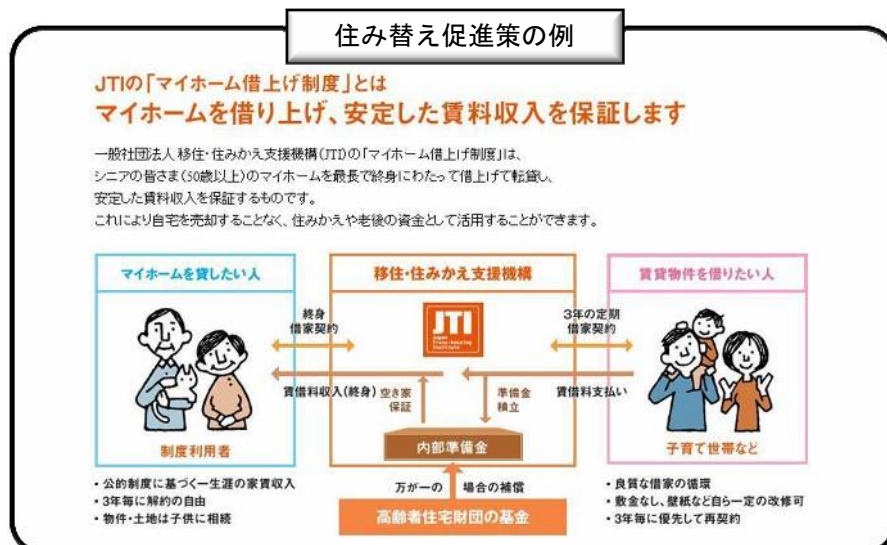 住み替え促進策の例
JTIの「マイホーム借上げ制度」とは
マイホームを借り上げ、安定した賃料収入を保証します
一般社団法人 移住・住みかえ支援機構(JTI)の「マイホーム借上げ制度」は、
シニアの皆さま(50歳以上)のマイホームを最長で終身にわたって借上げて転貸し、
安定した賃料収入を保証するものです。
これにより自宅を売却することなく、住みかえや老後の資金として活用することができます。
マイホームを貸したい人
移住・住みかえ支援機構
賃貸物件を借りたい人
終身
借家契約
JTI
3年の定期
借家契約
賃借料収入(終身)
空き家
保証
準備金
積立
賃借料支払い
制度利用者
内部準備金
子育て世帯など
・公的制度に基づく一生涯の家賃収入
・3年毎に解約の自由
・物件・土地は子供に相続
万が一の 場合の補償
高齢者住宅財団の基金
・良質な借家の循環
・敷金なし、壁紙など自ら一定の改修可
・3年毎に優先して再契約